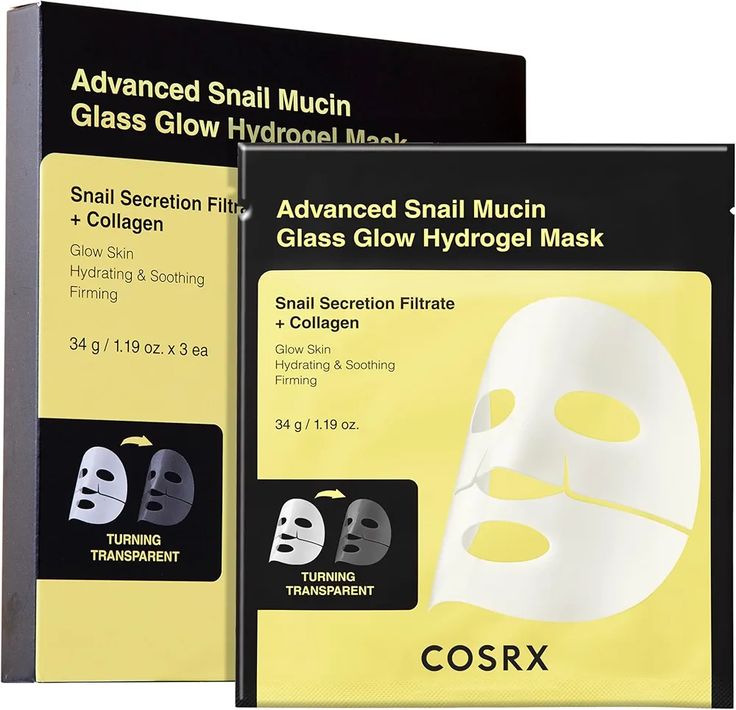 Advanced Snail Mucin
Glass Glow Hydrogel Mask
Snail Secretion
+ Collagen
Glow Skin
Hydrating & Soothing
Firming
34 g / 1.19 oz. x 3 ea
TURNING
TRANSPARENT
Advanced Snail Mucin
Glass Glow Hydrogel Mask
Snail Secretion Filtrate
+ Collagen
Glow Skin
Hydrating & Soothing
Firming
34 g / 1.19 oz.
TURNING
TRANSPARENT
COSRX